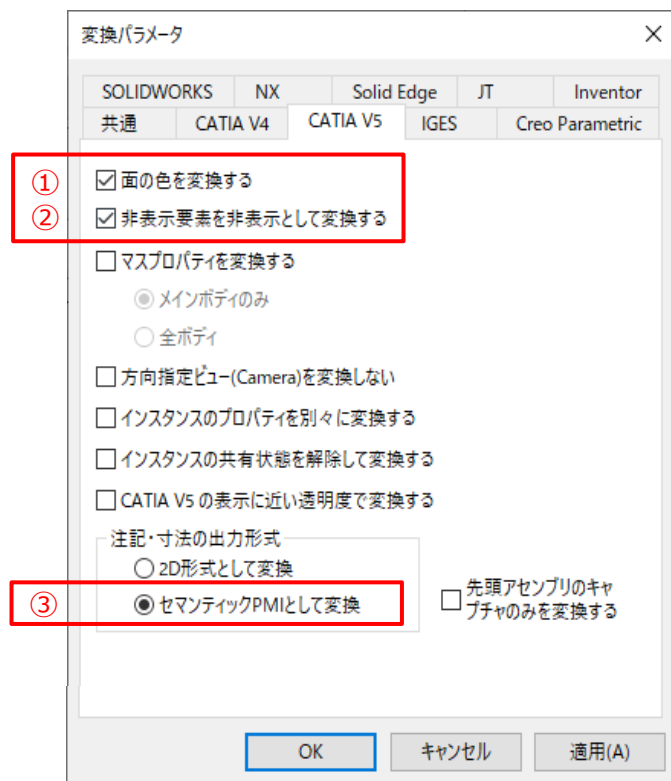 変換パラメータ
SOLIDWORKS NX Solid Edge JT Inventor
共通 CATIA V4 CATIA V5 IGES Creo Parametric
① 面の色を変換する
② 非表示要素を非表示として変換する
マスプロパティを変換する
メインボディのみ
全ボディ
方向指定ビュー(Camera)を変換しない
インスタンスのプロパティを別々に変換する
インスタンスの共有状態を解除して変換する
CATIA V5 の表示に近い透明度で変換する
注記・寸法の出力形式
2D形式として変換
③ セマンティックPMIとして変換
先頭アセンブリのキャ
プチャのみを変換する
OK キャンセル 適用(A)